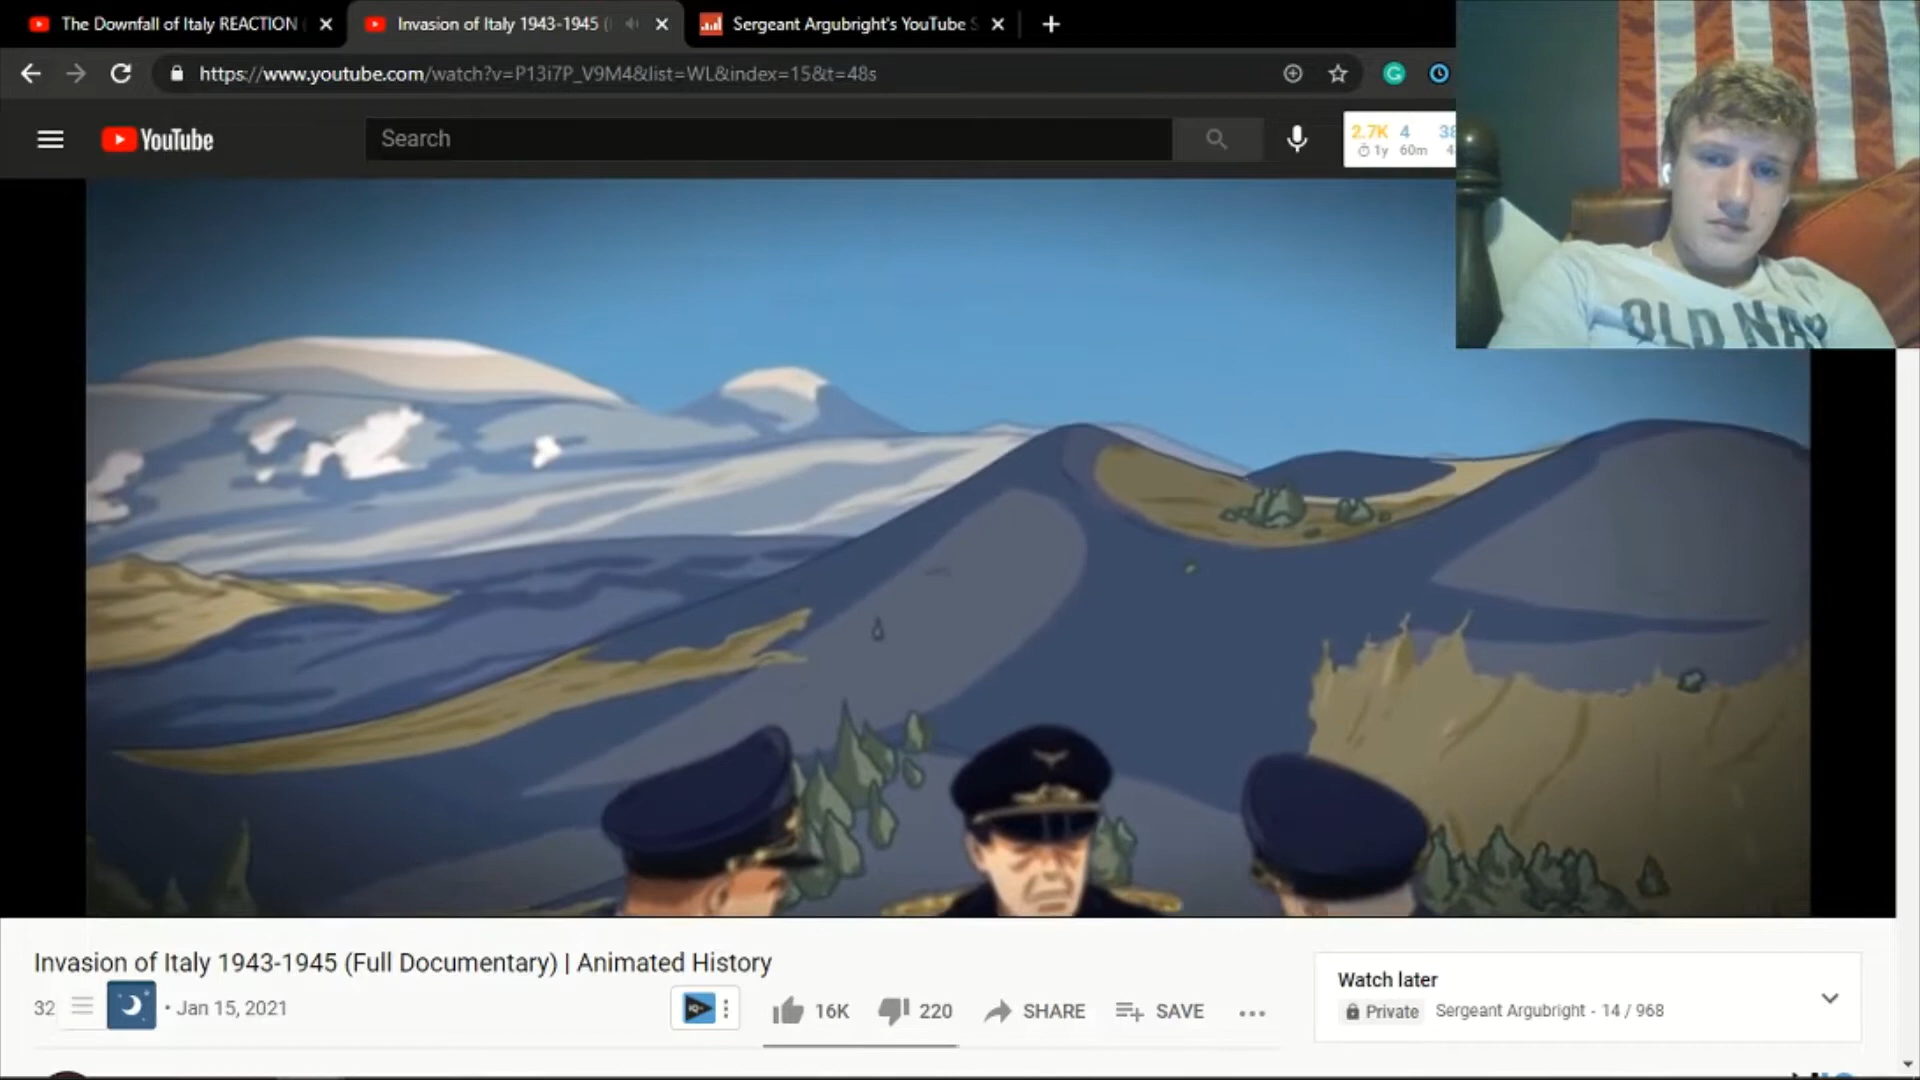 The Downfall of Italy REACTION
Invasion of Italy 1943-1945 (
Sergeant Argubright's YouTube S
https://www.youtube.com/watch?v=P13i7P_V9M4&list=WL&index=15&t=48s
YouTube
Search
2.7K 4 38
1y 60m 4
OLD NAV
Invasion of Italy 1943-1945 (Full Documentary) | Animated History
32 • Jan 15, 2021
16K 220 SHARE SAVE
Watch later
Private Sergeant Argubright - 14 / 968